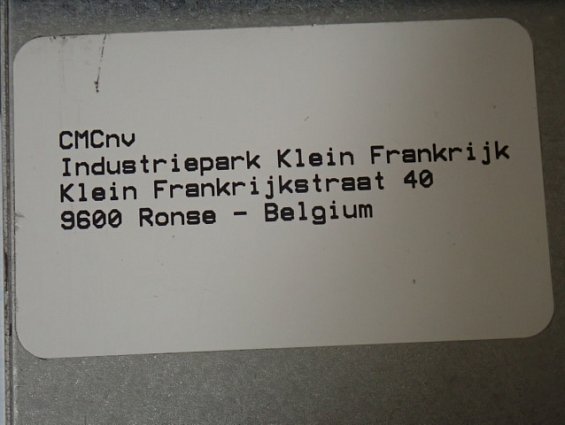 CMCnv
Industriepark Klein Frankrijk
Klein Frankrijkstraat 40
9600 Ronse - Belgium